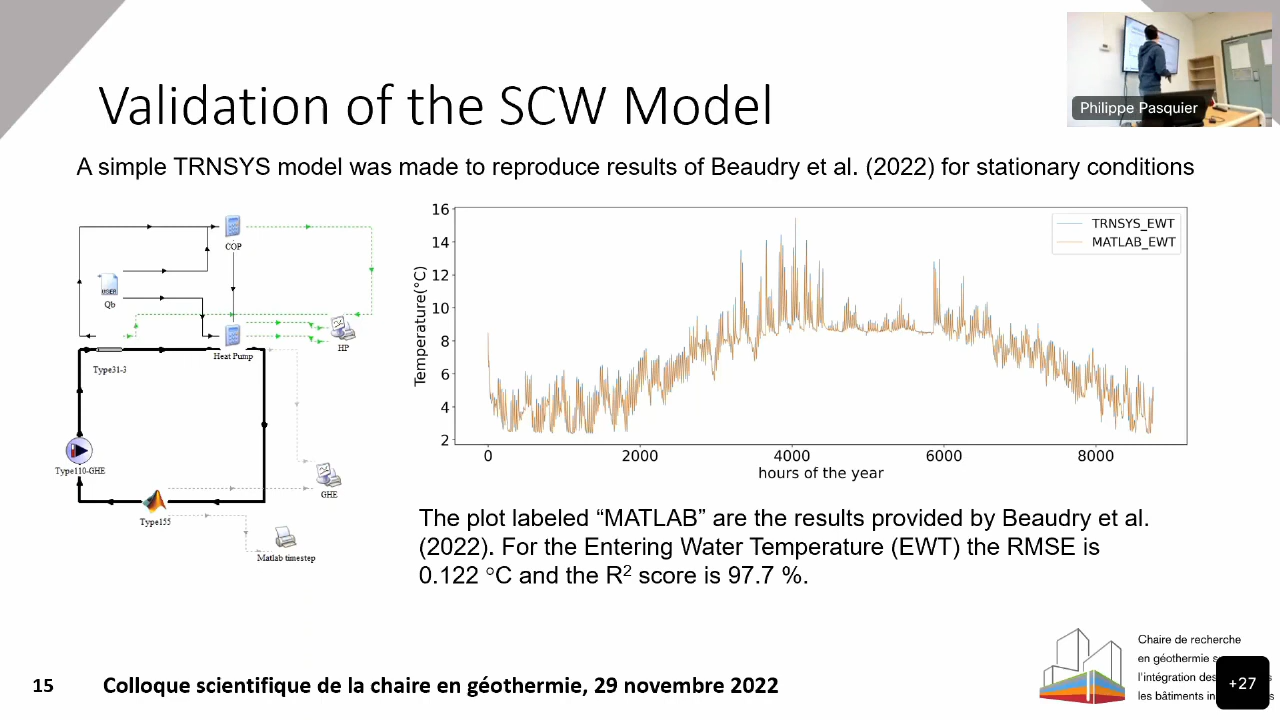 Philippe Pasquier
Validation of the SCW Model
A simple TRNSYS model was made to reproduce results of Beaudry et al. (2022) for stationary conditions
COP
USER
Qb
HP
Heat Pump
Type31-3
Type110-GHE
GHE
Type155
Matlab timestep
16
14
12
10
8
6
4
2
Temperature(°C)
TRNSYS_EWT
MATLAB_EWT
0 2000 4000 6000 8000
hours of the year
The plot labeled “MATLAB” are the results provided by Beaudry et al.
(2022). For the Entering Water Temperature (EWT) the RMSE is
0.122 °C and the R² score is 97.7 %.
Chaire de recherche
en géothermie
l'intégration des
les bâtiments
+27
15
Colloque scientifique de la chaire en géothermie, 29 novembre 2022